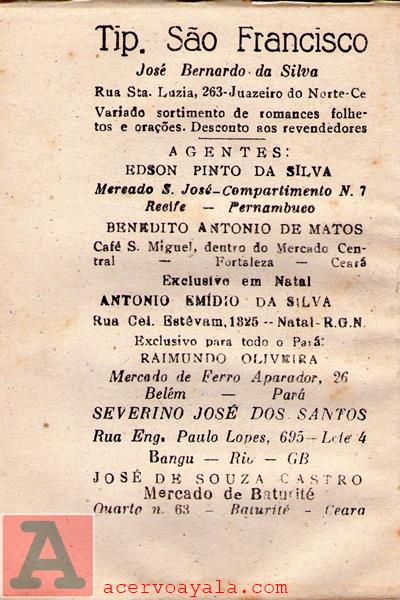 Tip. São Francisco
José Bernardo da Silva
Rua Sta. Luzia, 263-Juazeiro do Norte-Ce
Variado sortimento de romances folhe-
tos e orações. Desconto aos revendedores
AGENTES:
EDSON PINTO DA SILVA
Mercado S. José-Compartimento N. 7
Recife — Pernambuco
BENEDITO ANTONIO DE MATOS
Café S. Miguel, dentro do Mercado Cen-
tral — Fortaleza — Ceará
Exclusivo em Natal
ANTONIO EMÍDIO DA SILVA
Rua Cel. Estêvam, 1325 -- Natal-R.G.N.
Exclusivo para todo o Pará:
RAIMUNDO OLIVEIRA
Mercado de Ferro Aparador, 26
Belém — Pará
SEVERINO JOSÉ DOS SANTOS
Rua Eng. Paulo Lopes, 695—Lote 4
Bangu — Rio — GB
JOSÉ DE SOUZA CASTRO
Mercado de Baturité
Quarto n. 63 — Baturité - Ceara
A
acervoayala.com